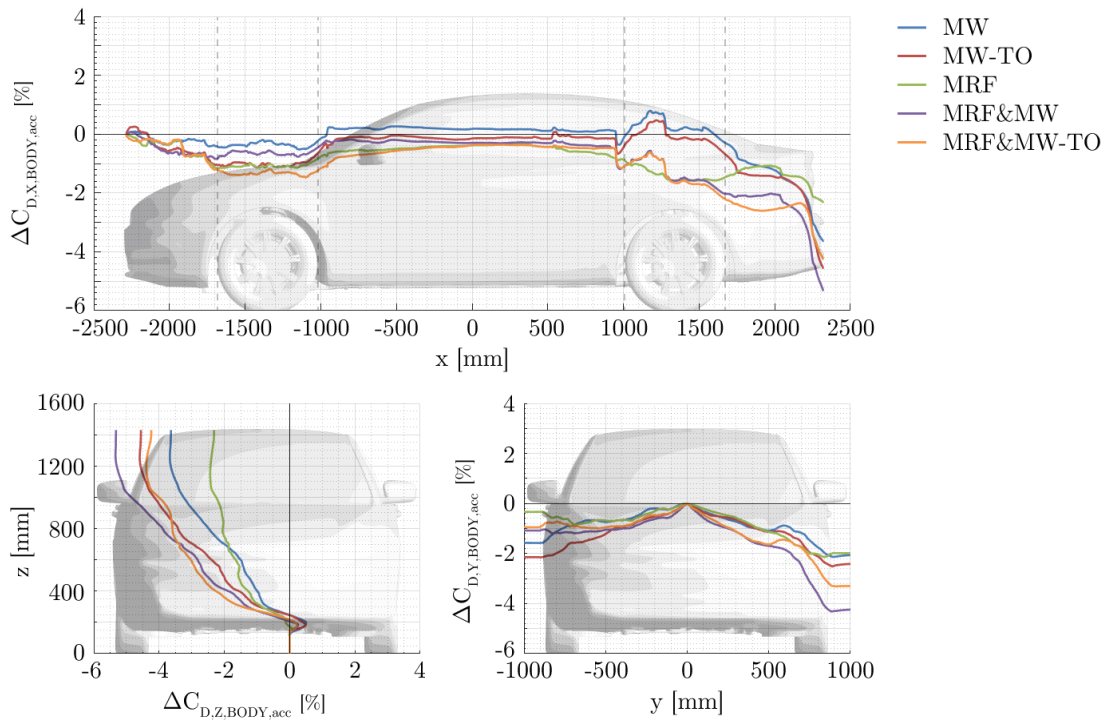 4
2
0
-2
-4
-6
ΔC_D,X,BODY,acc [%]
-2500 -2000 -1500 -1000 -500 0 500 1000 1500 2000 2500
x [mm]
MW
MW-TO
MRF
MRF&MW
MRF&MW-TO
1600
1200
800
400
0
z [mm]
-6 -4 -2 0 2 4
ΔC_D,Z,BODY,acc [%]
4
2
0
-2
-4
-6
ΔC_D,Y,BODY,acc [%]
-1000 -500 0 500 1000
y [mm]